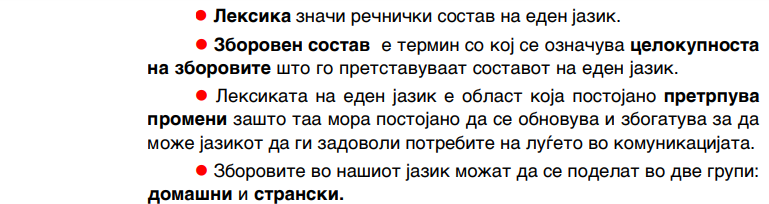 ● Лексика значи речнички состав на еден јазик.
● Зборовен состав е термин со кој се означува целокупноста
на зборовите што го претставуваат составот на еден јазик.
● Лексиката на еден јазик е област која постојано претрпува
промени зашто таа мора постојано да се обновува и збогатува за да
може јазикот да ги задоволи потребите на луѓето во комуникацијата.
● Зборовите во нашиот јазик можат да се поделат во две групи:
домашни и странски.